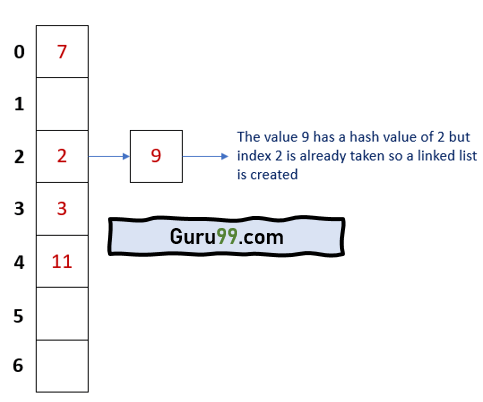 0 7
1
2 2 9 The value 9 has a hash value of 2 but
index 2 is already taken so a linked list
is created
3 3
Guru99.com
4 11
5
6